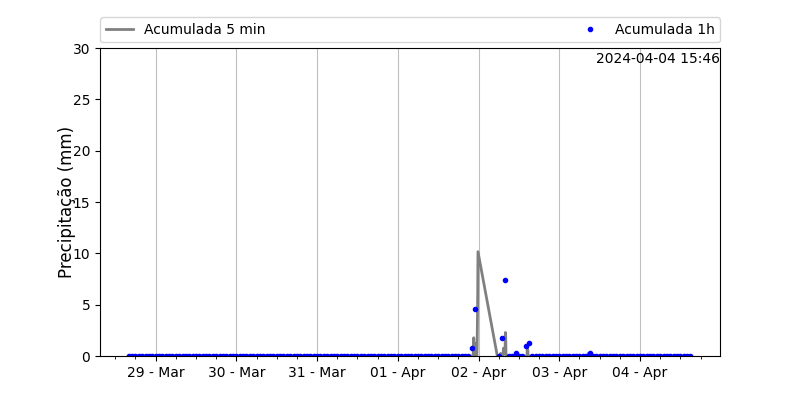 Acumulada 5 min
Acumulada 1h
2024-04-04 15:46
Precipitação (mm)
30
25
20
15
10
5
0
29 - Mar
30 - Mar
31 - Mar
01 - Apr
02 - Apr
03 - Apr
04 - Apr